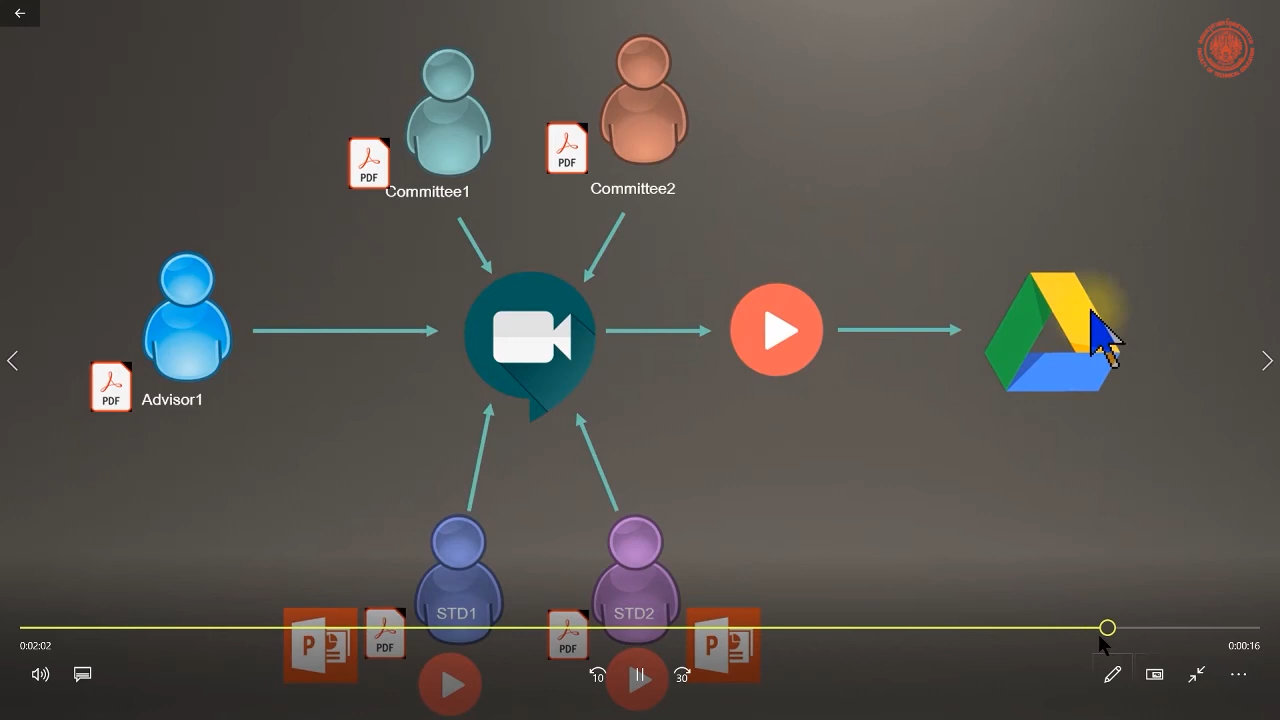 PDF
Committee1
PDF
Committee2
PDF
Advisor1
STD1
STD2
P
PDF
PDF
P
0:02:02
0:00:16
10
30